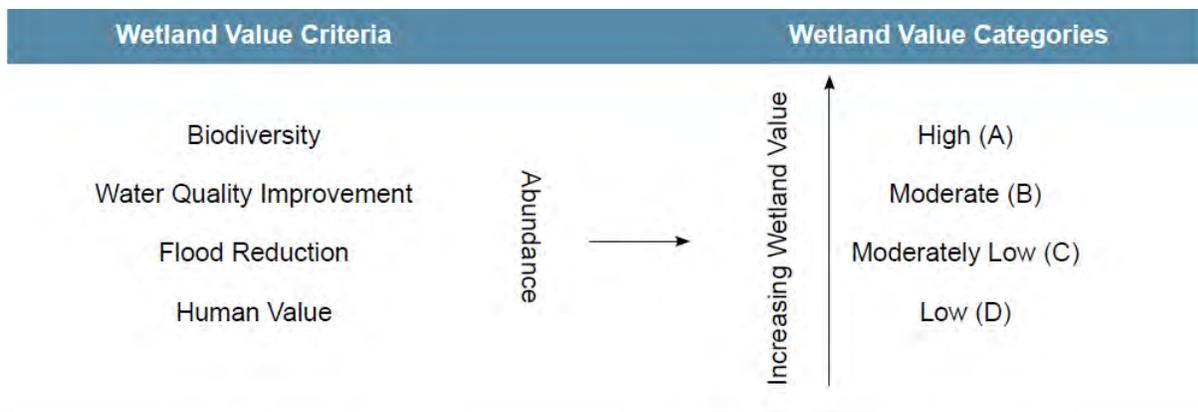 Wetland Value Criteria
Wetland Value Categories
Biodiversity
Water Quality Improvement
Flood Reduction
Human Value
Abundance
Increasing Wetland Value
High (A)
Moderate (B)
Moderately Low (C)
Low (D)